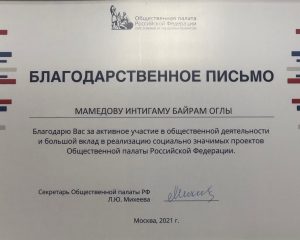 Общественная палата
Российской Федерации
БЛАГОДАРСТВЕННОЕ ПИСЬМО
МАМЕДОВУ ИНТИГАМУ БАЙРАМ ОГЛЫ
Благодарю Вас за активное участие в общественной деятельности
и большой вклад в реализацию социально значимых проектов
Общественной палаты Российской Федерации.
Секретарь Общественной палаты РФ
Л.Ю. Михеева
Москва, 2021 г.